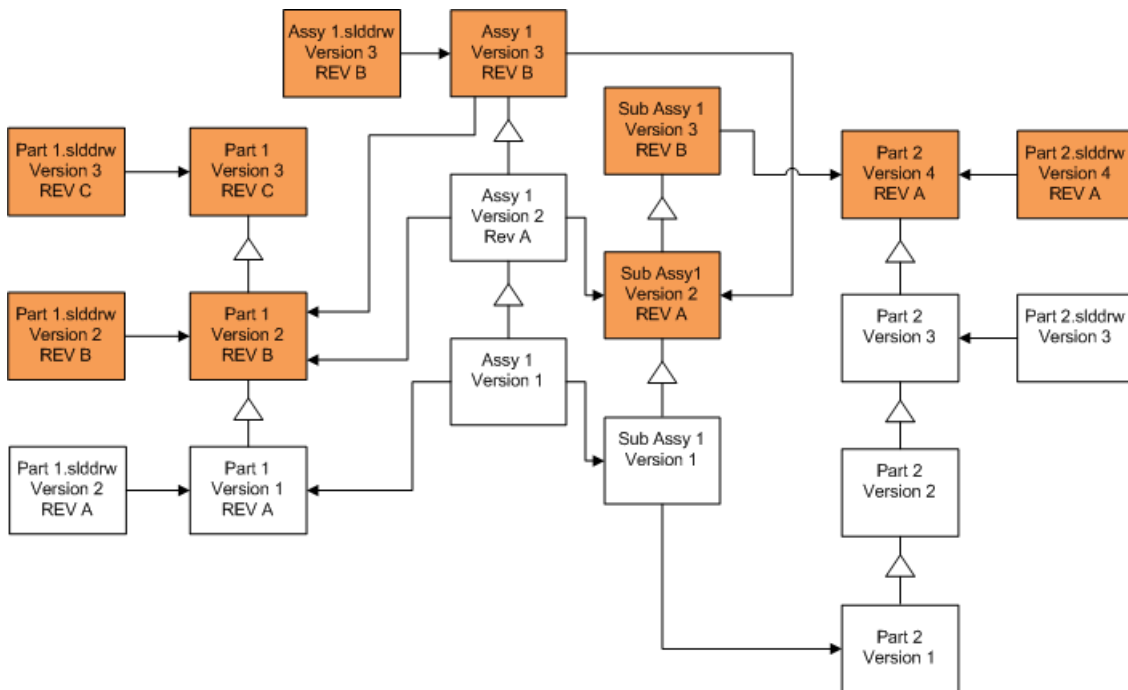 Assy 1.slddrw
Version 3
REV B
Assy 1
Version 3
REV B
Sub Assy 1
Version 3
REV B
Part 1.slddrw
Version 3
REV C
Part 1
Version 3
REV C
Part 2
Version 4
REV A
Part 2.slddrw
Version 4
REV A
Assy 1
Version 2
Rev A
Sub Assy1
Version 2
REV A
Part 1.slddrw
Version 2
REV B
Part 1
Version 2
REV B
Part 2
Version 3
Part 2.slddrw
Version 3
Assy 1
Version 1
Sub Assy 1
Version 1
Part 1.slddrw
Version 2
REV A
Part 1
Version 1
REV A
Part 2
Version 2
Part 2
Version 1